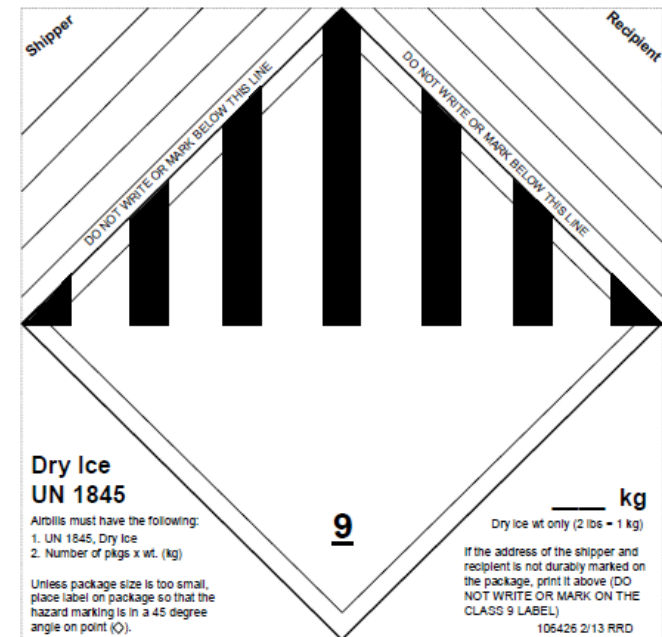 Shipper
Recipient
DO NOT WRITE OR MARK BELOW THIS LINE
DO NOT WRITE OR MARK BELOW THIS LINE
Dry Ice
UN 1845
Airbills must have the following:
1. UN 1845, Dry Ice
2. Number of pkgs x wt. (kg)
Unless package size is too small,
place label on package so that the
hazard marking is in a 45 degree
angle on point (◇).
9
____ kg
Dry Ice wt only (2 lbs = 1 kg)
If the address of the shipper and
recipient is not durably marked on
the package, print it above (DO
NOT WRITE OR MARK ON THE
CLASS 9 LABEL)
106426 2/13 RRD